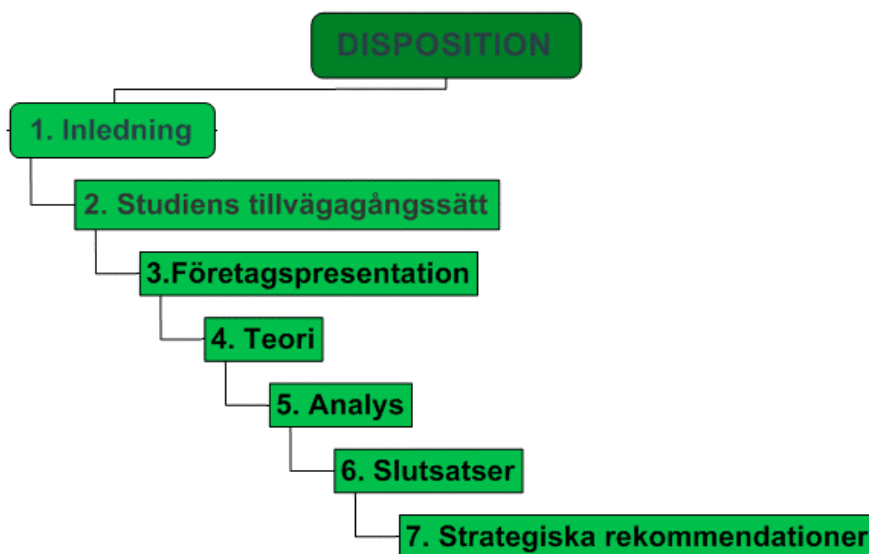 DISPOSITION
1. Inledning
2. Studiens tillvägagångssätt
3.Företagspresentation
4. Teori
5. Analys
6. Slutsatser
7. Strategiska rekommendationer